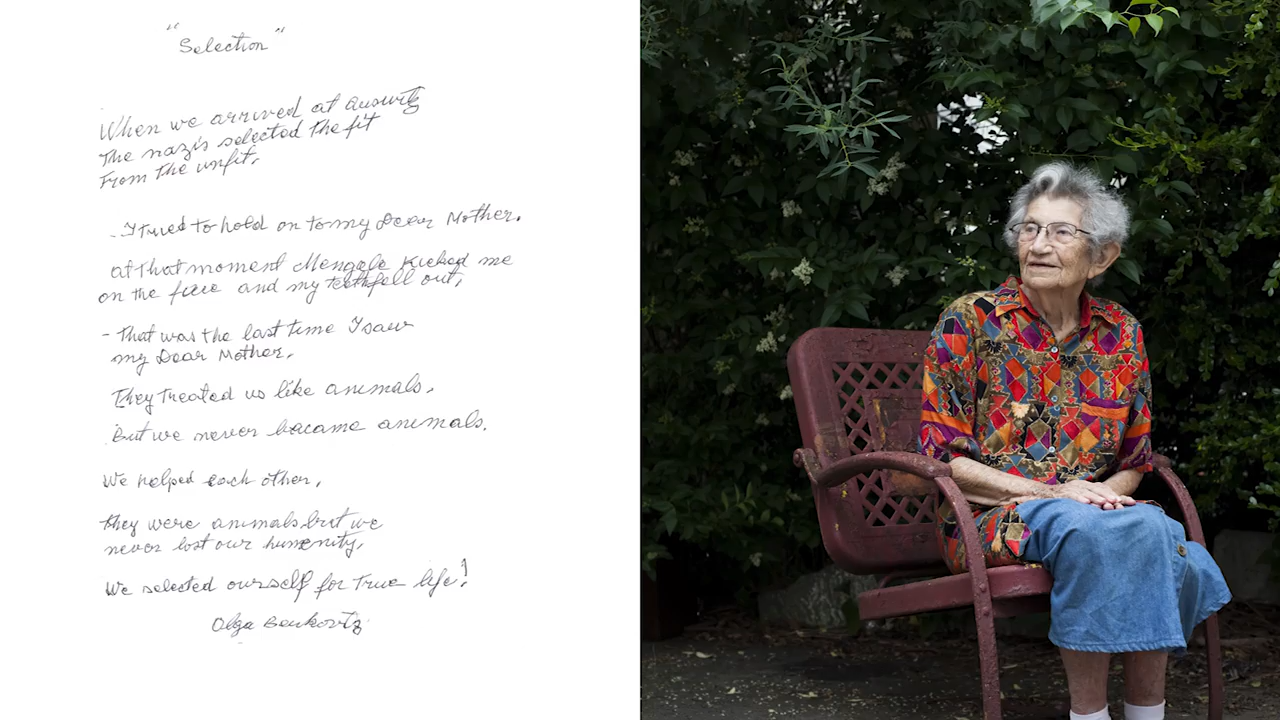 "Selection"
When we arrived at Auswitz
The nazis selected the fit
From the unfit.
- I tried to hold on to my Dear Mother.
at that moment Mengale kicked me
on the face and my teeth fell out.
- That was the last time I saw
my Dear Mother.
They treated us like animals.
But we never bacame animals.
We helped each other.
they were animals but we
never lost our humenity.
We selected ourself for True life!
Olga